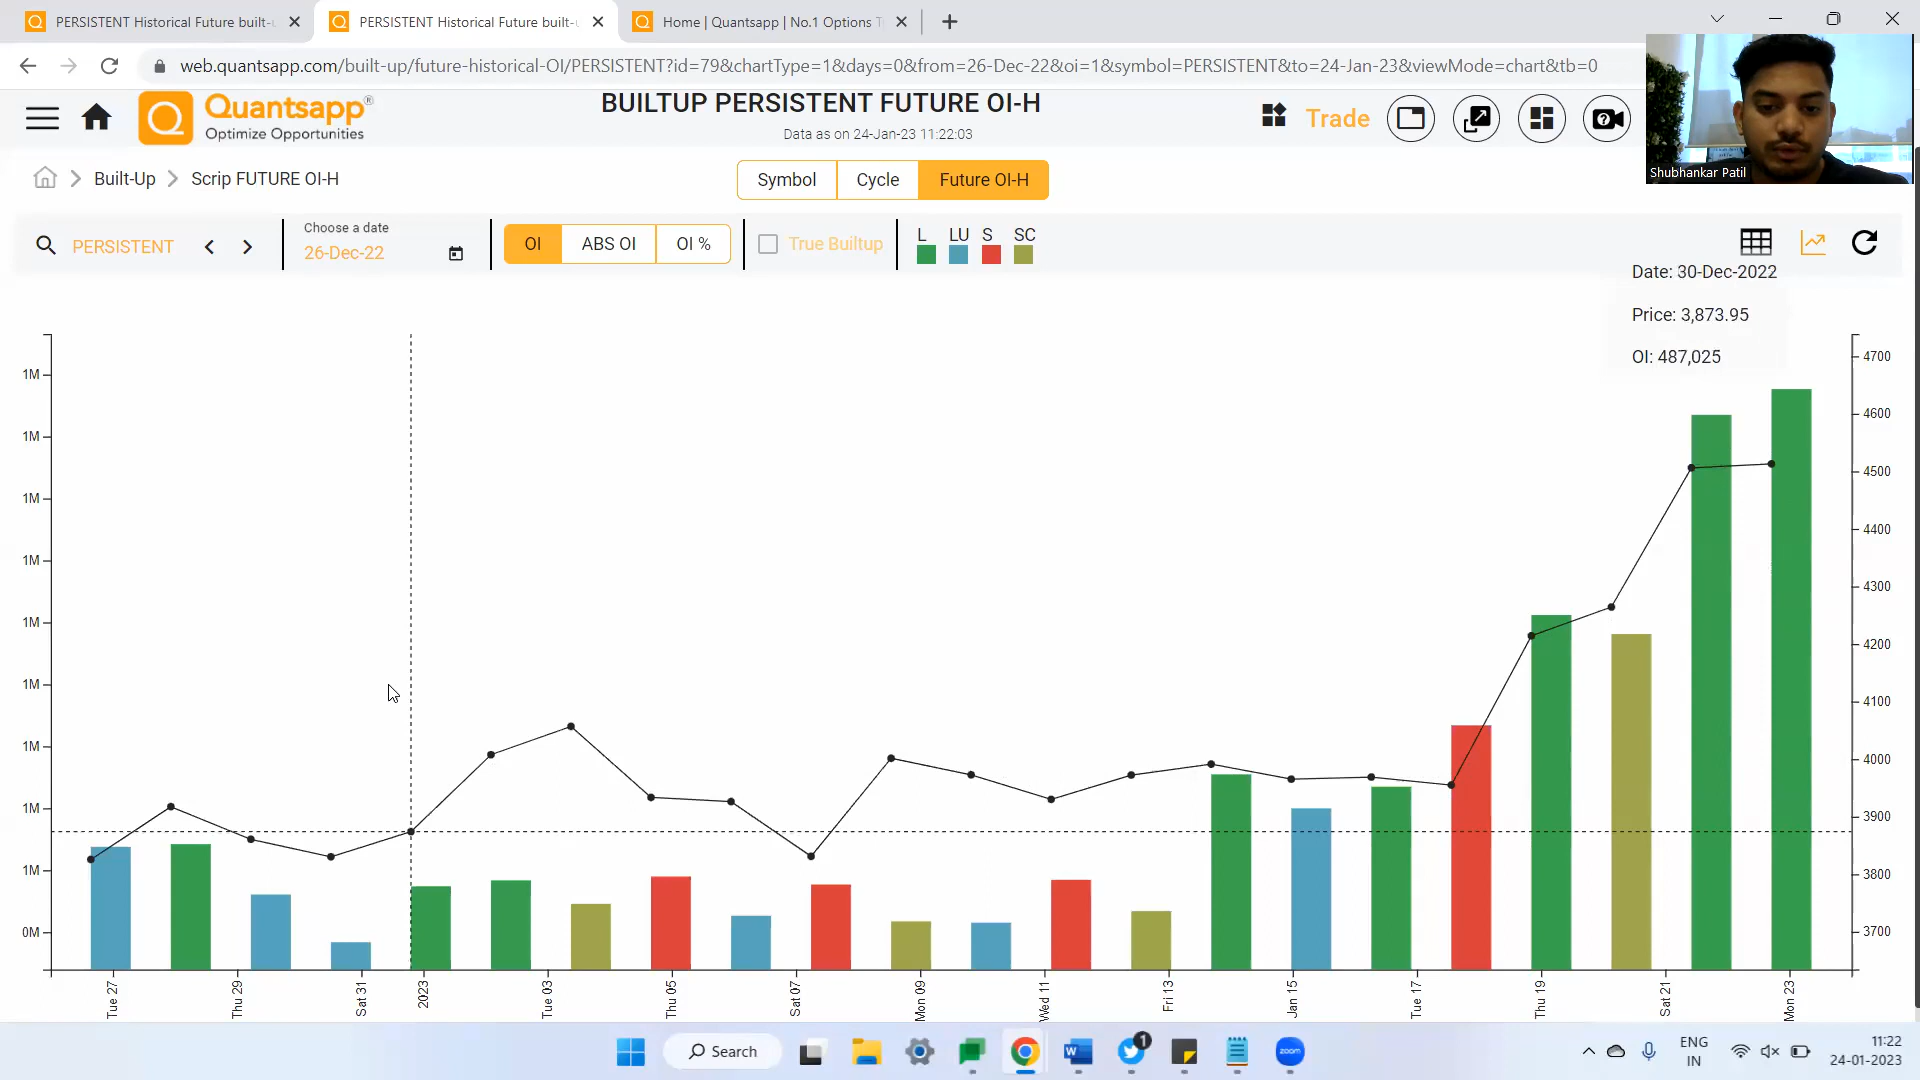 PERSISTENT Historical Future built-
PERSISTENT Historical Future built-
Home | Quantsapp | No.1 Options T
web.quantsapp.com/built-up/future-historical-OI/PERSISTENT?id=79&chartType=1&days=0&from=26-Dec-22&oi=1&symbol=PERSISTENT&to=24-Jan-23&viewMode=chart&tb=0
Quantsapp®
Optimize Opportunities
BUILTUP PERSISTENT FUTURE OI-H
Data as on 24-Jan-23 11:22:03
Trade
Shubhankar Patil
Built-Up
Scrip FUTURE OI-H
Symbol
Cycle
Future OI-H
PERSISTENT
Choose a date
26-Dec-22
OI
ABS OI
OI %
True Builtup
L LU S SC
Date: 30-Dec-2022
Price: 3,873.95
OI: 487,025
1M
1M
1M
1M
1M
1M
1M
1M
1M
0M
4700
4600
4500
4400
4300
4200
4100
4000
3900
3800
3700
Tue 27
Thu 29
Sat 31
2023
Tue 03
Thu 05
Sat 07
Mon 09
Wed 11
Fri 13
Jan 15
Tue 17
Thu 19
Sat 21
Mon 23
Search
W
1
zoom
ENG
IN
11:22
24-01-2023